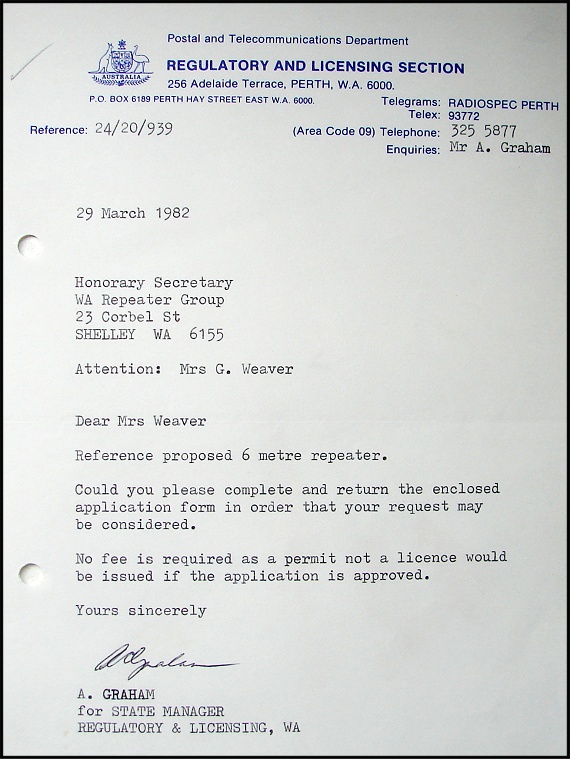 Postal and Telecommunications Department
AUSTRALIA
REGULATORY AND LICENSING SECTION
256 Adelaide Terrace, PERTH, W.A. 6000.
P.O. BOX 6189 PERTH HAY STREET EAST W.A. 6000.
Telegrams: RADIOSPEC PERTH
Telex: 93772
Reference: 24/20/939
(Area Code 09) Telephone: 325 5877
Enquiries: Mr A. Graham
29 March 1982
Honorary Secretary
WA Repeater Group
23 Corbel St
SHELLEY WA 6155
Attention: Mrs G. Weaver
Dear Mrs Weaver
Reference proposed 6 metre repeater.
Could you please complete and return the enclosed
application form in order that your request may
be considered.
No fee is required as a permit not a licence would
be issued if the application is approved.
Yours sincerely
A Graham
A. GRAHAM
for STATE MANAGER
REGULATORY & LICENSING, WA